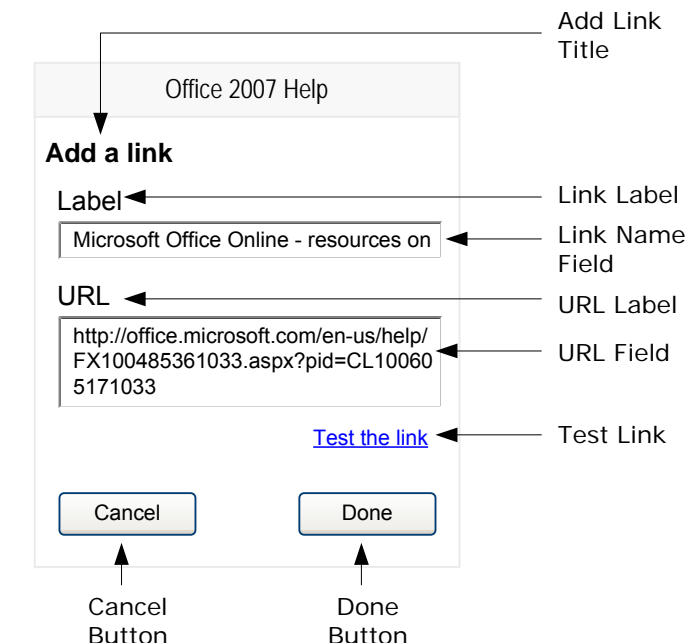 Add Link
Title
Office 2007 Help
Add a link
Label
Link Label
Microsoft Office Online - resources on
Link Name
Field
URL
URL Label
http://office.microsoft.com/en-us/help/
FX100485361033.aspx?pid=CL10060
5171033
URL Field
Test the link
Test Link
Cancel
Done
Cancel
Button
Done
Button